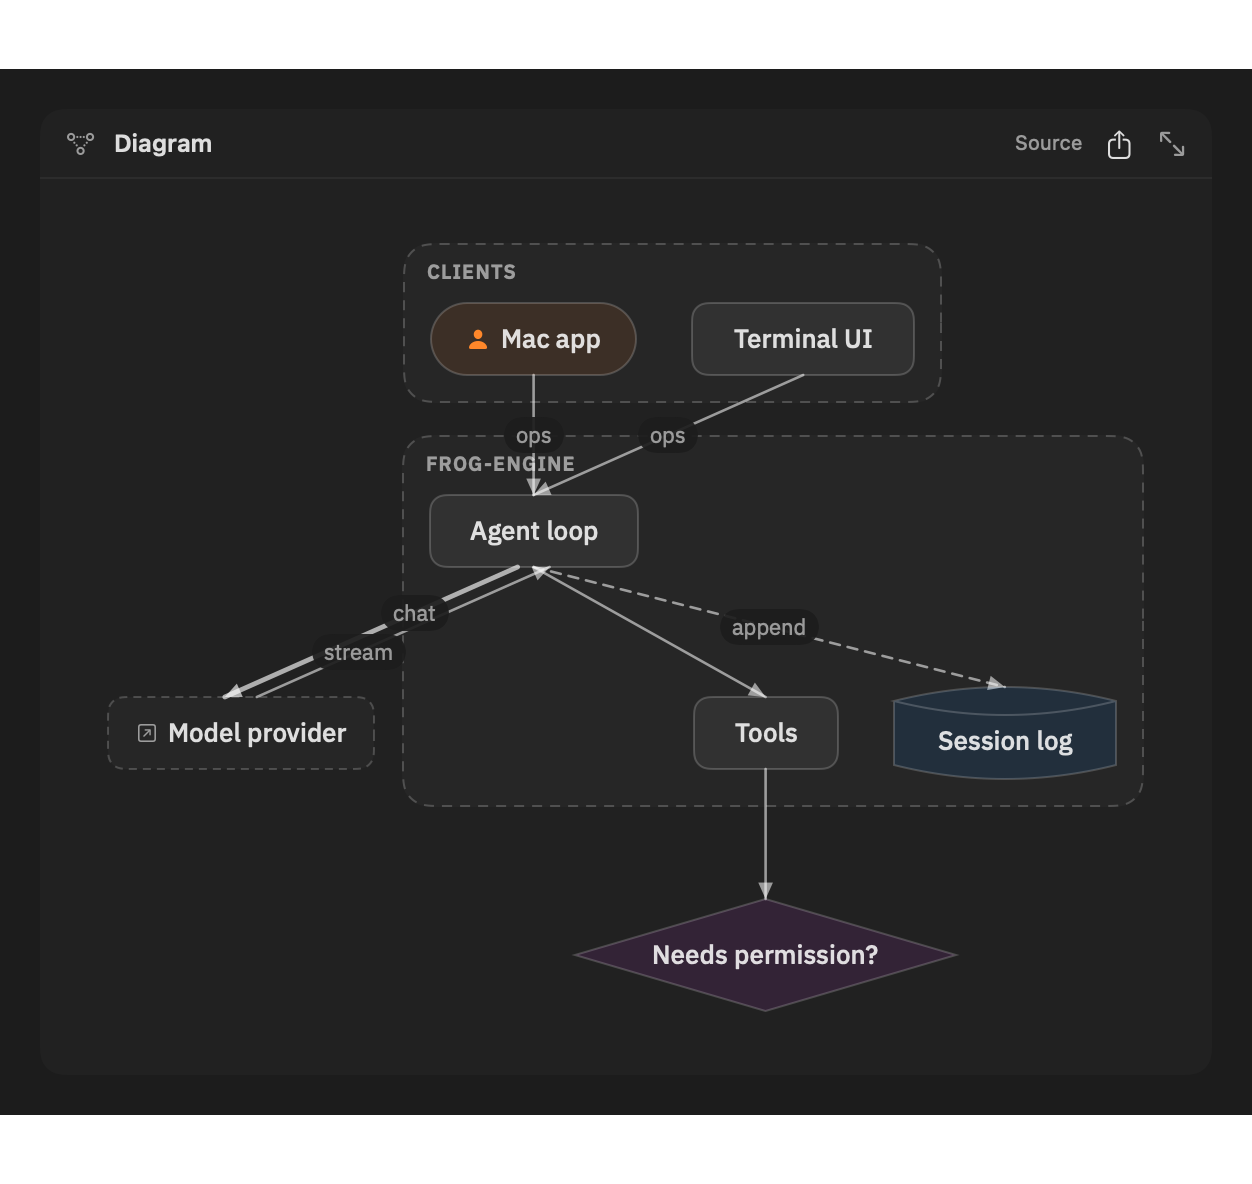 Diagram
Source
CLIENTS
Mac app
Terminal UI
ops
ops
FROG-ENGINE
Agent loop
chat
append
stream
Model provider
Tools
Session log
Needs permission?